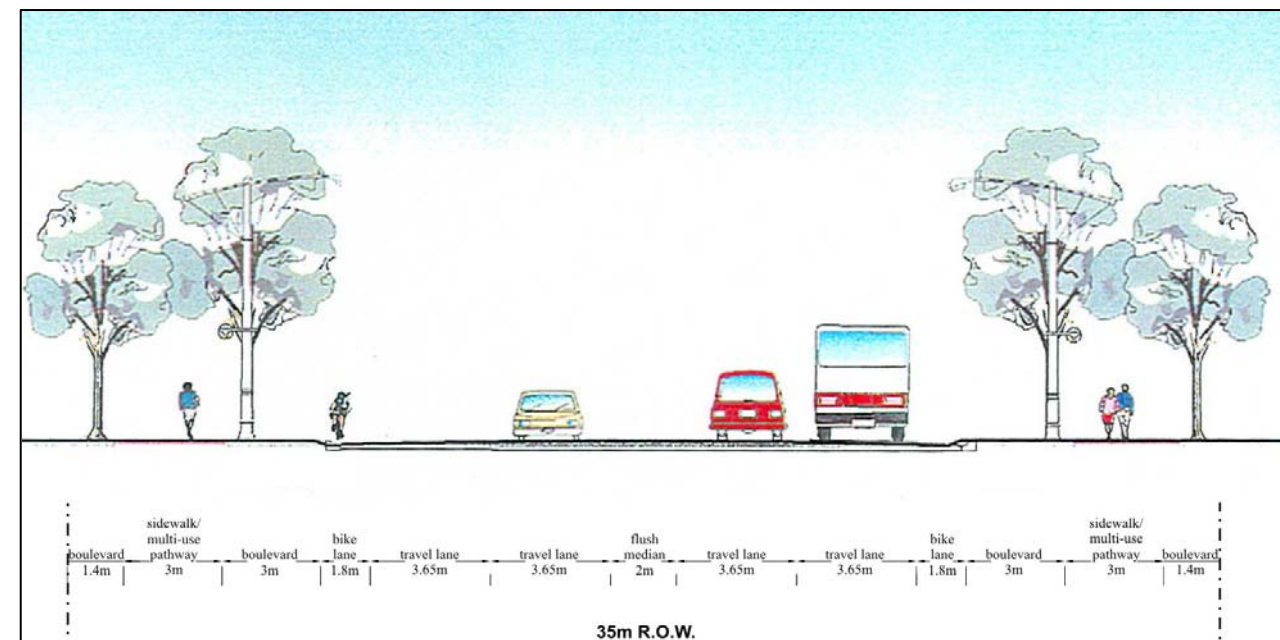 sidewalk/ sidewalk/
multi-use bike flush bike multi-use
boulevard pathway boulevard lane travel lane travel lane median travel lane travel lane lane boulevard pathway boulevard
1.4m 3m 3m 1.8m 3.65m 3.65m 2m 3.65m 3.65m 1.8m 3m 3m 1.4m
35m R.O.W.